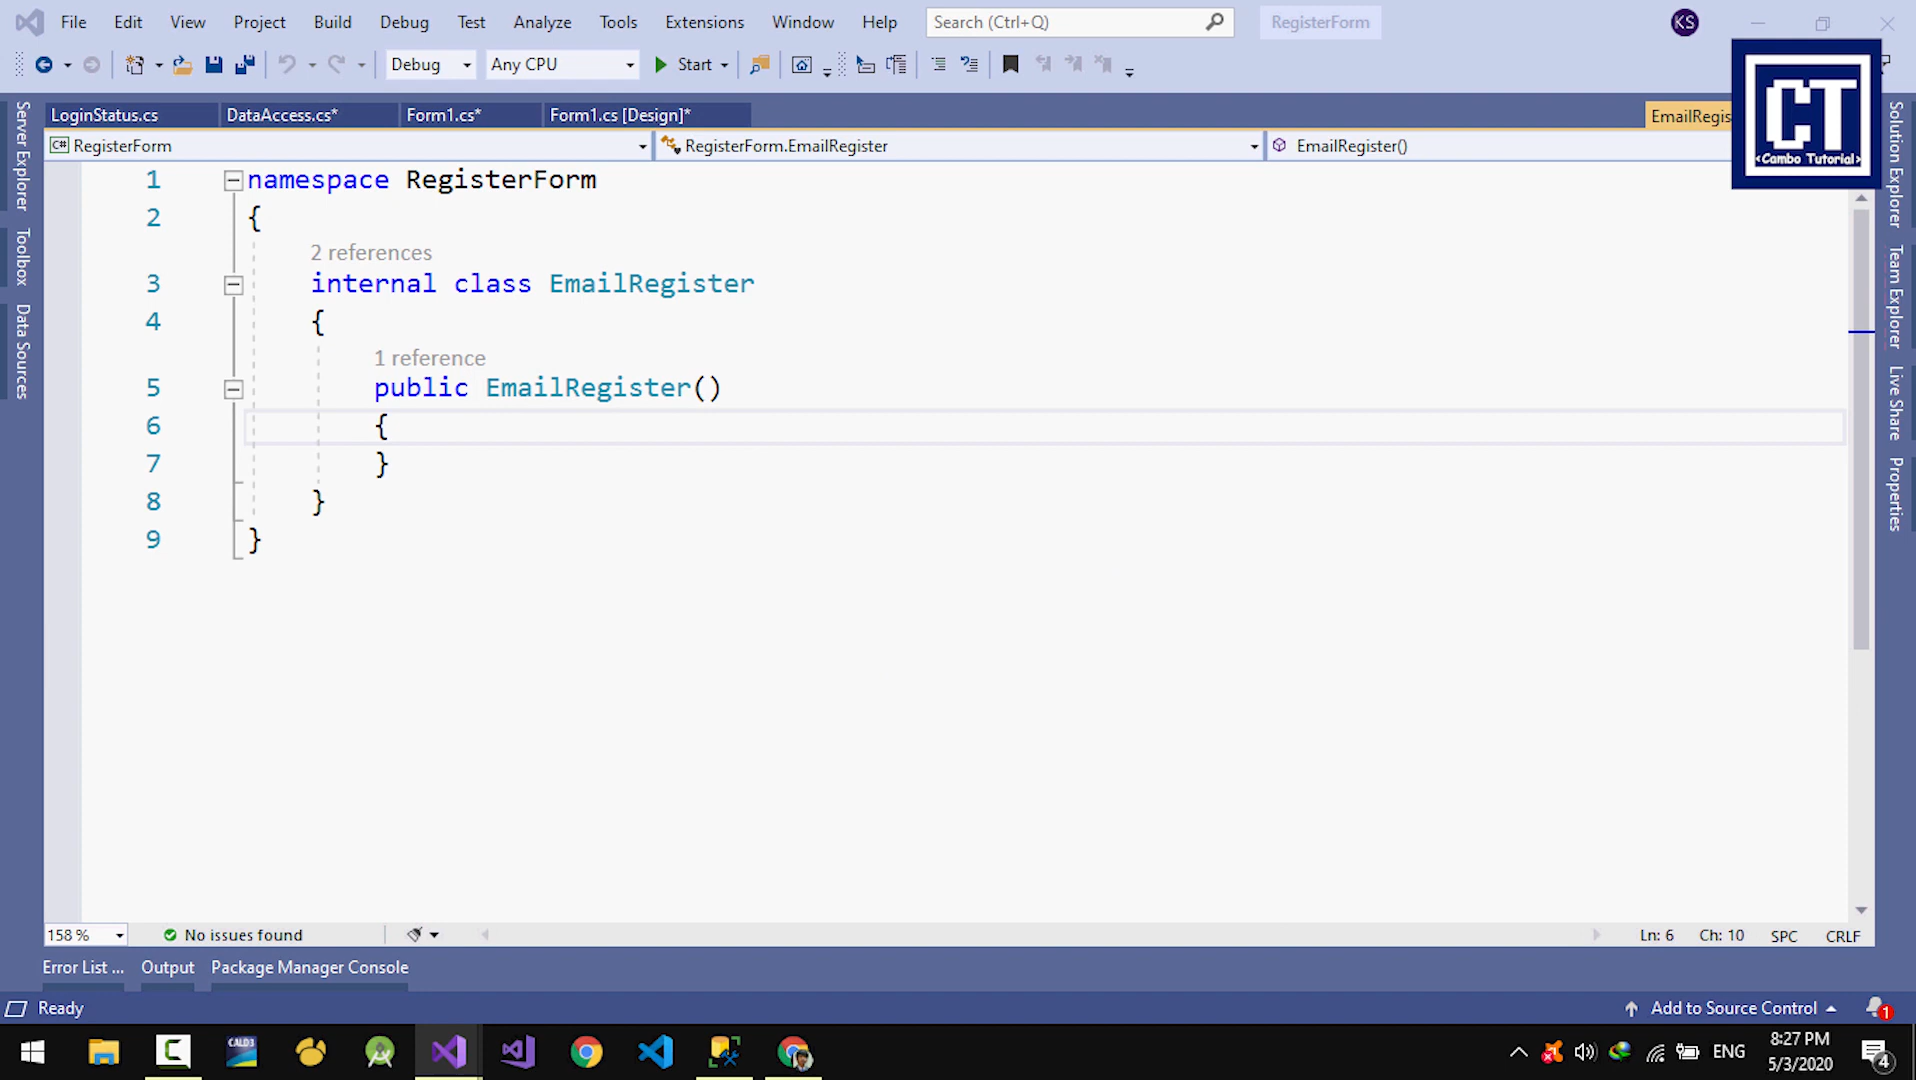 File Edit View Project Build Debug Test Analyze Tools Extensions Window Help Search (Ctrl+Q) RegisterForm KS
Debug Any CPU Start
CT
<Cambo Tutorial>
LoginStatus.cs DataAccess.cs* Form1.cs* Form1.cs [Design]* EmailRegis
C# RegisterForm RegisterForm.EmailRegister EmailRegister()
Server Explorer
Toolbox
Data Sources
1 namespace RegisterForm
2 {
2 references
3 internal class EmailRegister
4 {
1 reference
5 public EmailRegister()
6 {
7 }
8 }
9 }
Solution Explorer
Team Explorer
Live Share
Properties
158 % No issues found Ln: 6 Ch: 10 SPC CRLF
Error List ... Output Package Manager Console
Ready Add to Source Control 1
CALD3 ENG 8:27 PM
5/3/2020 4